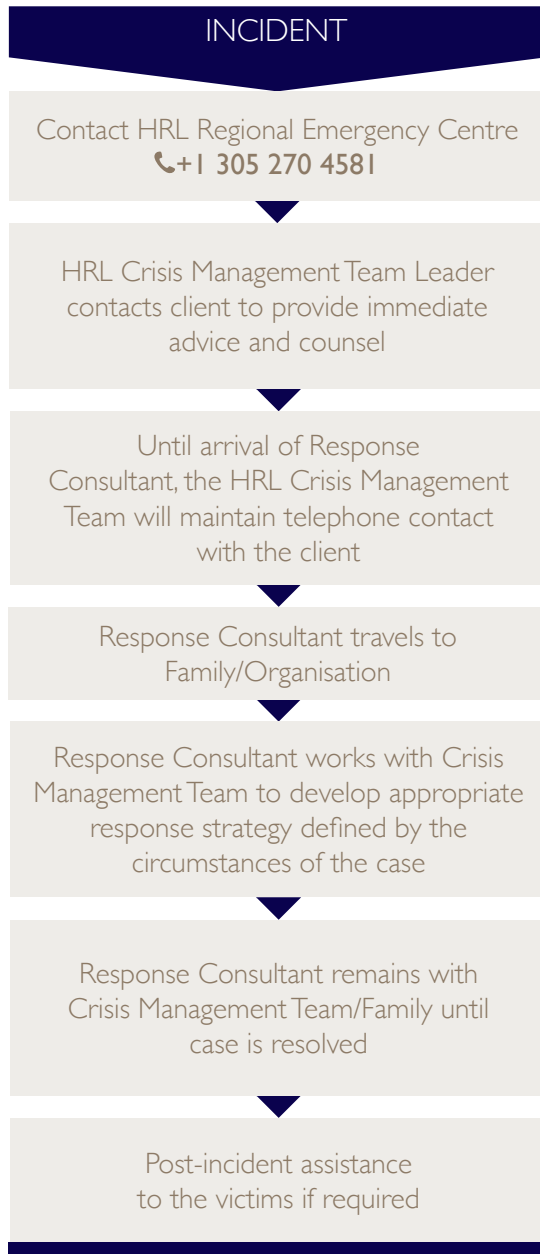 INCIDENT
Contact HRL Regional Emergency Centre
+1 305 270 4581
HRL Crisis Management Team Leader
contacts client to provide immediate
advice and counsel
Until arrival of Response
Consultant, the HRL Crisis Management
Team will maintain telephone contact
with the client
Response Consultant travels to
Family/Organisation
Response Consultant works with Crisis
Management Team to develop appropriate
response strategy defined by the
circumstances of the case
Response Consultant remains with
Crisis Management Team/Family until
case is resolved
Post-incident assistance
to the victims if required